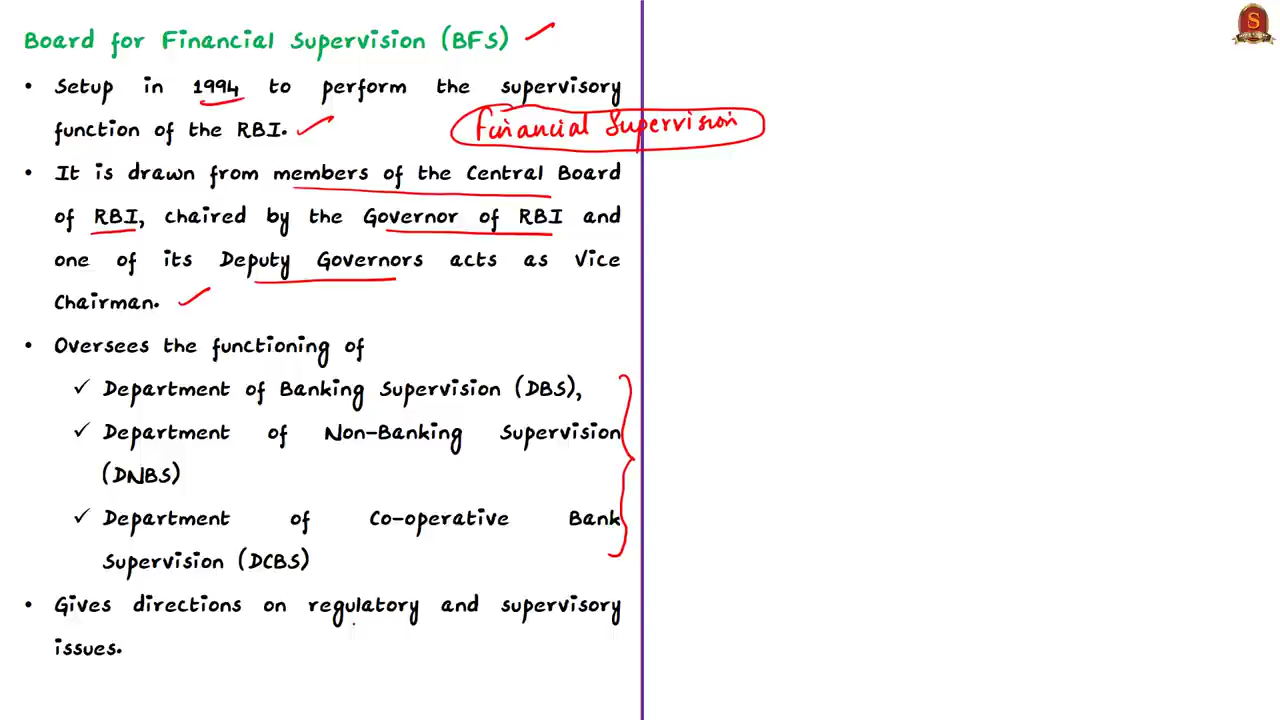 Board for Financial Supervision (BFS)
• Setup in 1994 to perform the supervisory
function of the RBI.
Financial Supervision
• It is drawn from members of the Central Board
of RBI, chaired by the Governor of RBI and
one of its Deputy Governors acts as Vice
Chairman.
• Oversees the functioning of
✓ Department of Banking Supervision (DBS),
✓ Department of Non-Banking Supervision
(DNBS)
✓ Department of Co-operative Bank
Supervision (DCBS)
• Gives directions on regulatory and supervisory
issues.
S